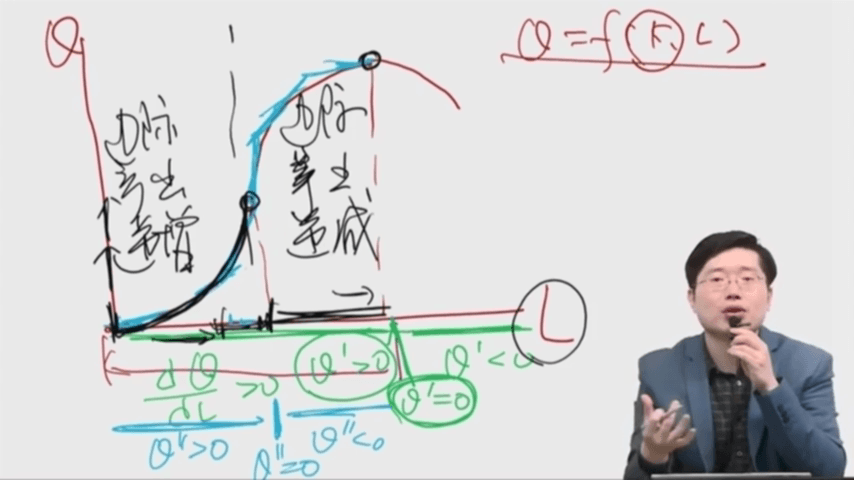 Q
Q = f(K, L)
边际
产出
递增
边际
产出
递减
L
dQ/dL > 0
Q' > 0
Q' = 0
Q' < 0
Q'' > 0
Q'' = 0
Q'' < 0